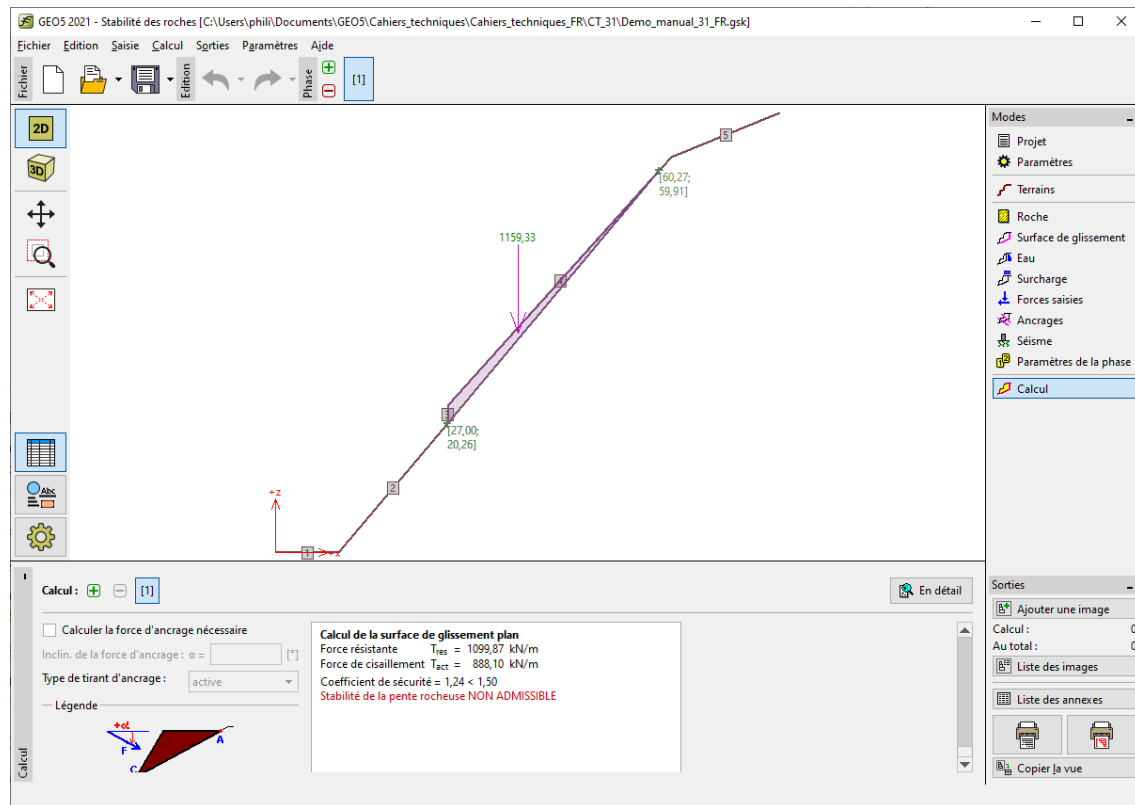 GEO5 2021 - Stabilité des roches [C:\Users\phili\Documents\GEO5\Cahiers_techniques\Cahiers_techniques_FR\CT_31\Demo_manual_31_FR.gsk]
Fichier Edition Saisie Calcul Sorties Paramètres Aide
Fichier
Edition
Phase
[1]
2D
3D
Abc
5
[60,27;
59,91]
1159,33
4
3
[27,00;
20,26]
2
+z
1
+x
Modes
Projet
Paramètres
Terrains
Roche
Surface de glissement
Eau
Surcharge
Forces saisies
Ancrages
Séisme
Paramètres de la phase
Calcul
Calcul
Calcul : [1]
En détail
Calculer la force d'ancrage nécessaire
Inclin. de la force d'ancrage : α = [°]
Type de tirant d'ancrage : active
Légende
+α
F
A
C
Calcul de la surface de glissement plan
Force résistante Tres = 1099,87 kN/m
Force de cisaillement Tact = 888,10 kN/m
Coefficient de sécurité = 1,24 < 1,50
Stabilité de la pente rocheuse NON ADMISSIBLE
Sorties
Ajouter une image
Calcul : 0
Au total : 0
Liste des images
Liste des annexes
Copier la vue